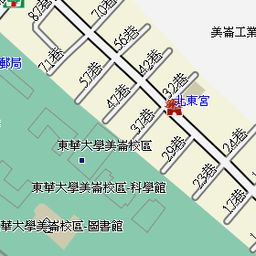 87巷
70巷
56巷
美崙工業
42巷
郵局
71巷
51巷
32巷
47巷
北東宮
37巷
東華大學美崙校區
29巷
24巷
23巷
東華大學美崙校區-科學館
17巷
東華大學美崙校區-圖書館